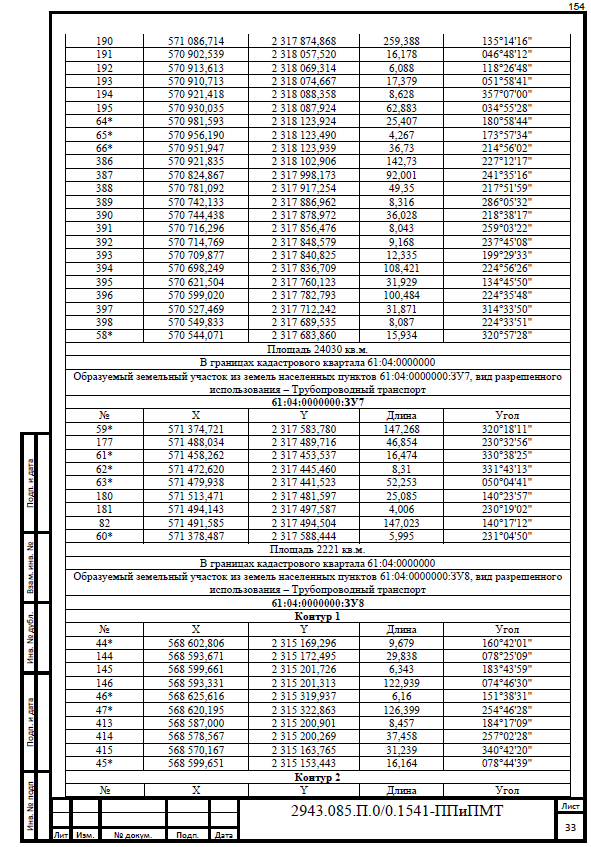 154
190 571 086,714 2 317 874,868 259,388 135°14'16"
191 570 902,539 2 318 057,520 16,178 046°48'12"
192 570 913,613 2 318 069,314 6,088 118°26'48"
193 570 910,713 2 318 074,667 17,379 051°58'41"
194 570 921,418 2 318 088,358 8,628 357°07'00"
195 570 930,035 2 318 087,924 62,883 034°55'28"
64* 570 981,593 2 318 123,924 25,407 180°58'44"
65* 570 956,190 2 318 123,490 4,267 173°57'34"
66* 570 951,947 2 318 123,939 36,73 214°56'02"
386 570 921,835 2 318 102,906 142,73 227°12'17"
387 570 824,867 2 317 998,173 92,001 241°35'16"
388 570 781,092 2 317 917,254 49,35 217°51'59"
389 570 742,133 2 317 886,962 8,316 286°05'32"
390 570 744,438 2 317 878,972 36,028 218°38'17"
391 570 716,296 2 317 856,476 8,043 259°03'22"
392 570 714,769 2 317 848,579 9,168 237°45'08"
393 570 709,877 2 317 840,825 12,335 199°29'33"
394 570 698,249 2 317 836,709 108,421 224°56'26"
395 570 621,504 2 317 760,123 31,929 134°45'50"
396 570 599,020 2 317 782,793 100,484 224°35'48"
397 570 527,469 2 317 712,242 31,871 314°33'50"
398 570 549,833 2 317 689,535 8,087 224°33'51"
58* 570 544,071 2 317 683,860 15,934 320°57'28"
Площадь 24030 кв.м.
В границах кадастрового квартала 61:04:0000000
Образуемый земельный участок из земель населенных пунктов 61:04:0000000:ЗУ7, вид разрешенного
использования – Трубопроводный транспорт
61:04:0000000:ЗУ7
№ X Y Длина Угол
59* 571 374,721 2 317 583,780 147,268 320°18'11"
177 571 488,034 2 317 489,716 46,854 230°32'56"
61* 571 458,262 2 317 453,537 16,474 330°38'25"
62* 571 472,620 2 317 445,460 8,31 331°43'13"
63* 571 479,938 2 317 441,523 52,253 050°04'41"
180 571 513,471 2 317 481,597 25,085 140°23'57"
181 571 494,143 2 317 497,587 4,006 230°19'02"
82 571 491,585 2 317 494,504 147,023 140°17'12"
60* 571 378,487 2 317 588,444 5,995 231°04'50"
Площадь 2221 кв.м.
В границах кадастрового квартала 61:04:0000000
Образуемый земельный участок из земель населенных пунктов 61:04:0000000:ЗУ8, вид разрешенного
использования – Трубопроводный транспорт
61:04:0000000:ЗУ8
Контур 1
№ X Y Длина Угол
44* 568 602,806 2 315 169,296 9,679 160°42'01"
144 568 593,671 2 315 172,495 29,838 078°25'09"
145 568 599,661 2 315 201,726 6,343 183°43'59"
146 568 593,331 2 315 201,313 122,939 074°46'30"
46* 568 625,616 2 315 319,937 6,16 151°38'31"
47* 568 620,195 2 315 322,863 126,399 254°46'28"
413 568 587,000 2 315 200,901 8,457 184°17'09"
414 568 578,567 2 315 200,269 37,458 257°02'28"
415 568 570,167 2 315 163,765 31,239 340°42'20"
45* 568 599,651 2 315 153,443 16,164 078°44'39"
Контур 2
№ X Y Длина Угол
Подп. и дата
Взам. инв. №
Инв. № дубл.
Подп. и дата
Инв. № подп
2943.085.П.0/0.1541-ППиПМТ
Лист
33
Лит Изм. № докум. Подп. Дата